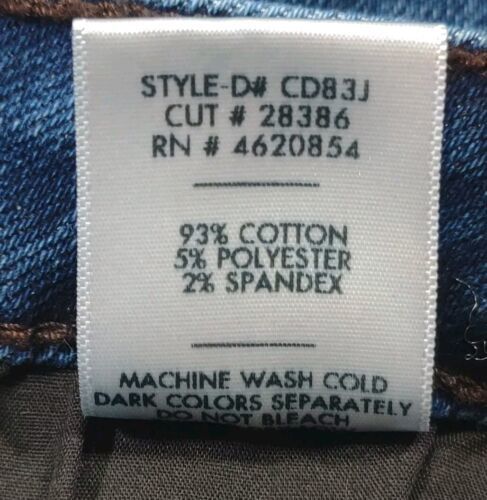 STYLE-D# CD83J
CUT # 28386
RN # 4620854
93% COTTON
5% POLYESTER
2% SPANDEX
MACHINE WASH COLD
DARK COLORS SEPARATELY
DO NOT BLEACH